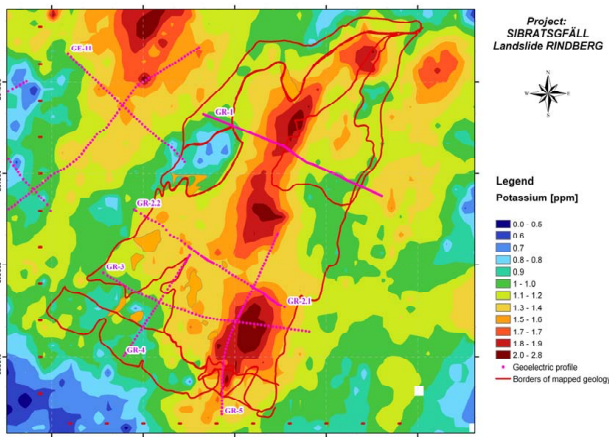 Project:
SIBRATSGFÄLL
Landslide RINDBERG
N
W E
S
GE-11
GR-1
GR-2.2
GR-3
GR-2.1
GR-4
GR-5
Legend
Potassium [ppm]
0.0 - 0.5
0.6
0.7
0.8 - 0.8
0.9
1 - 1.0
1.1 - 1.2
1.3 - 1.4
1.5 - 1.6
1.7 - 1.7
1.8 - 1.9
2.0 - 2.8
Geoelectric profile
Borders of mapped geology